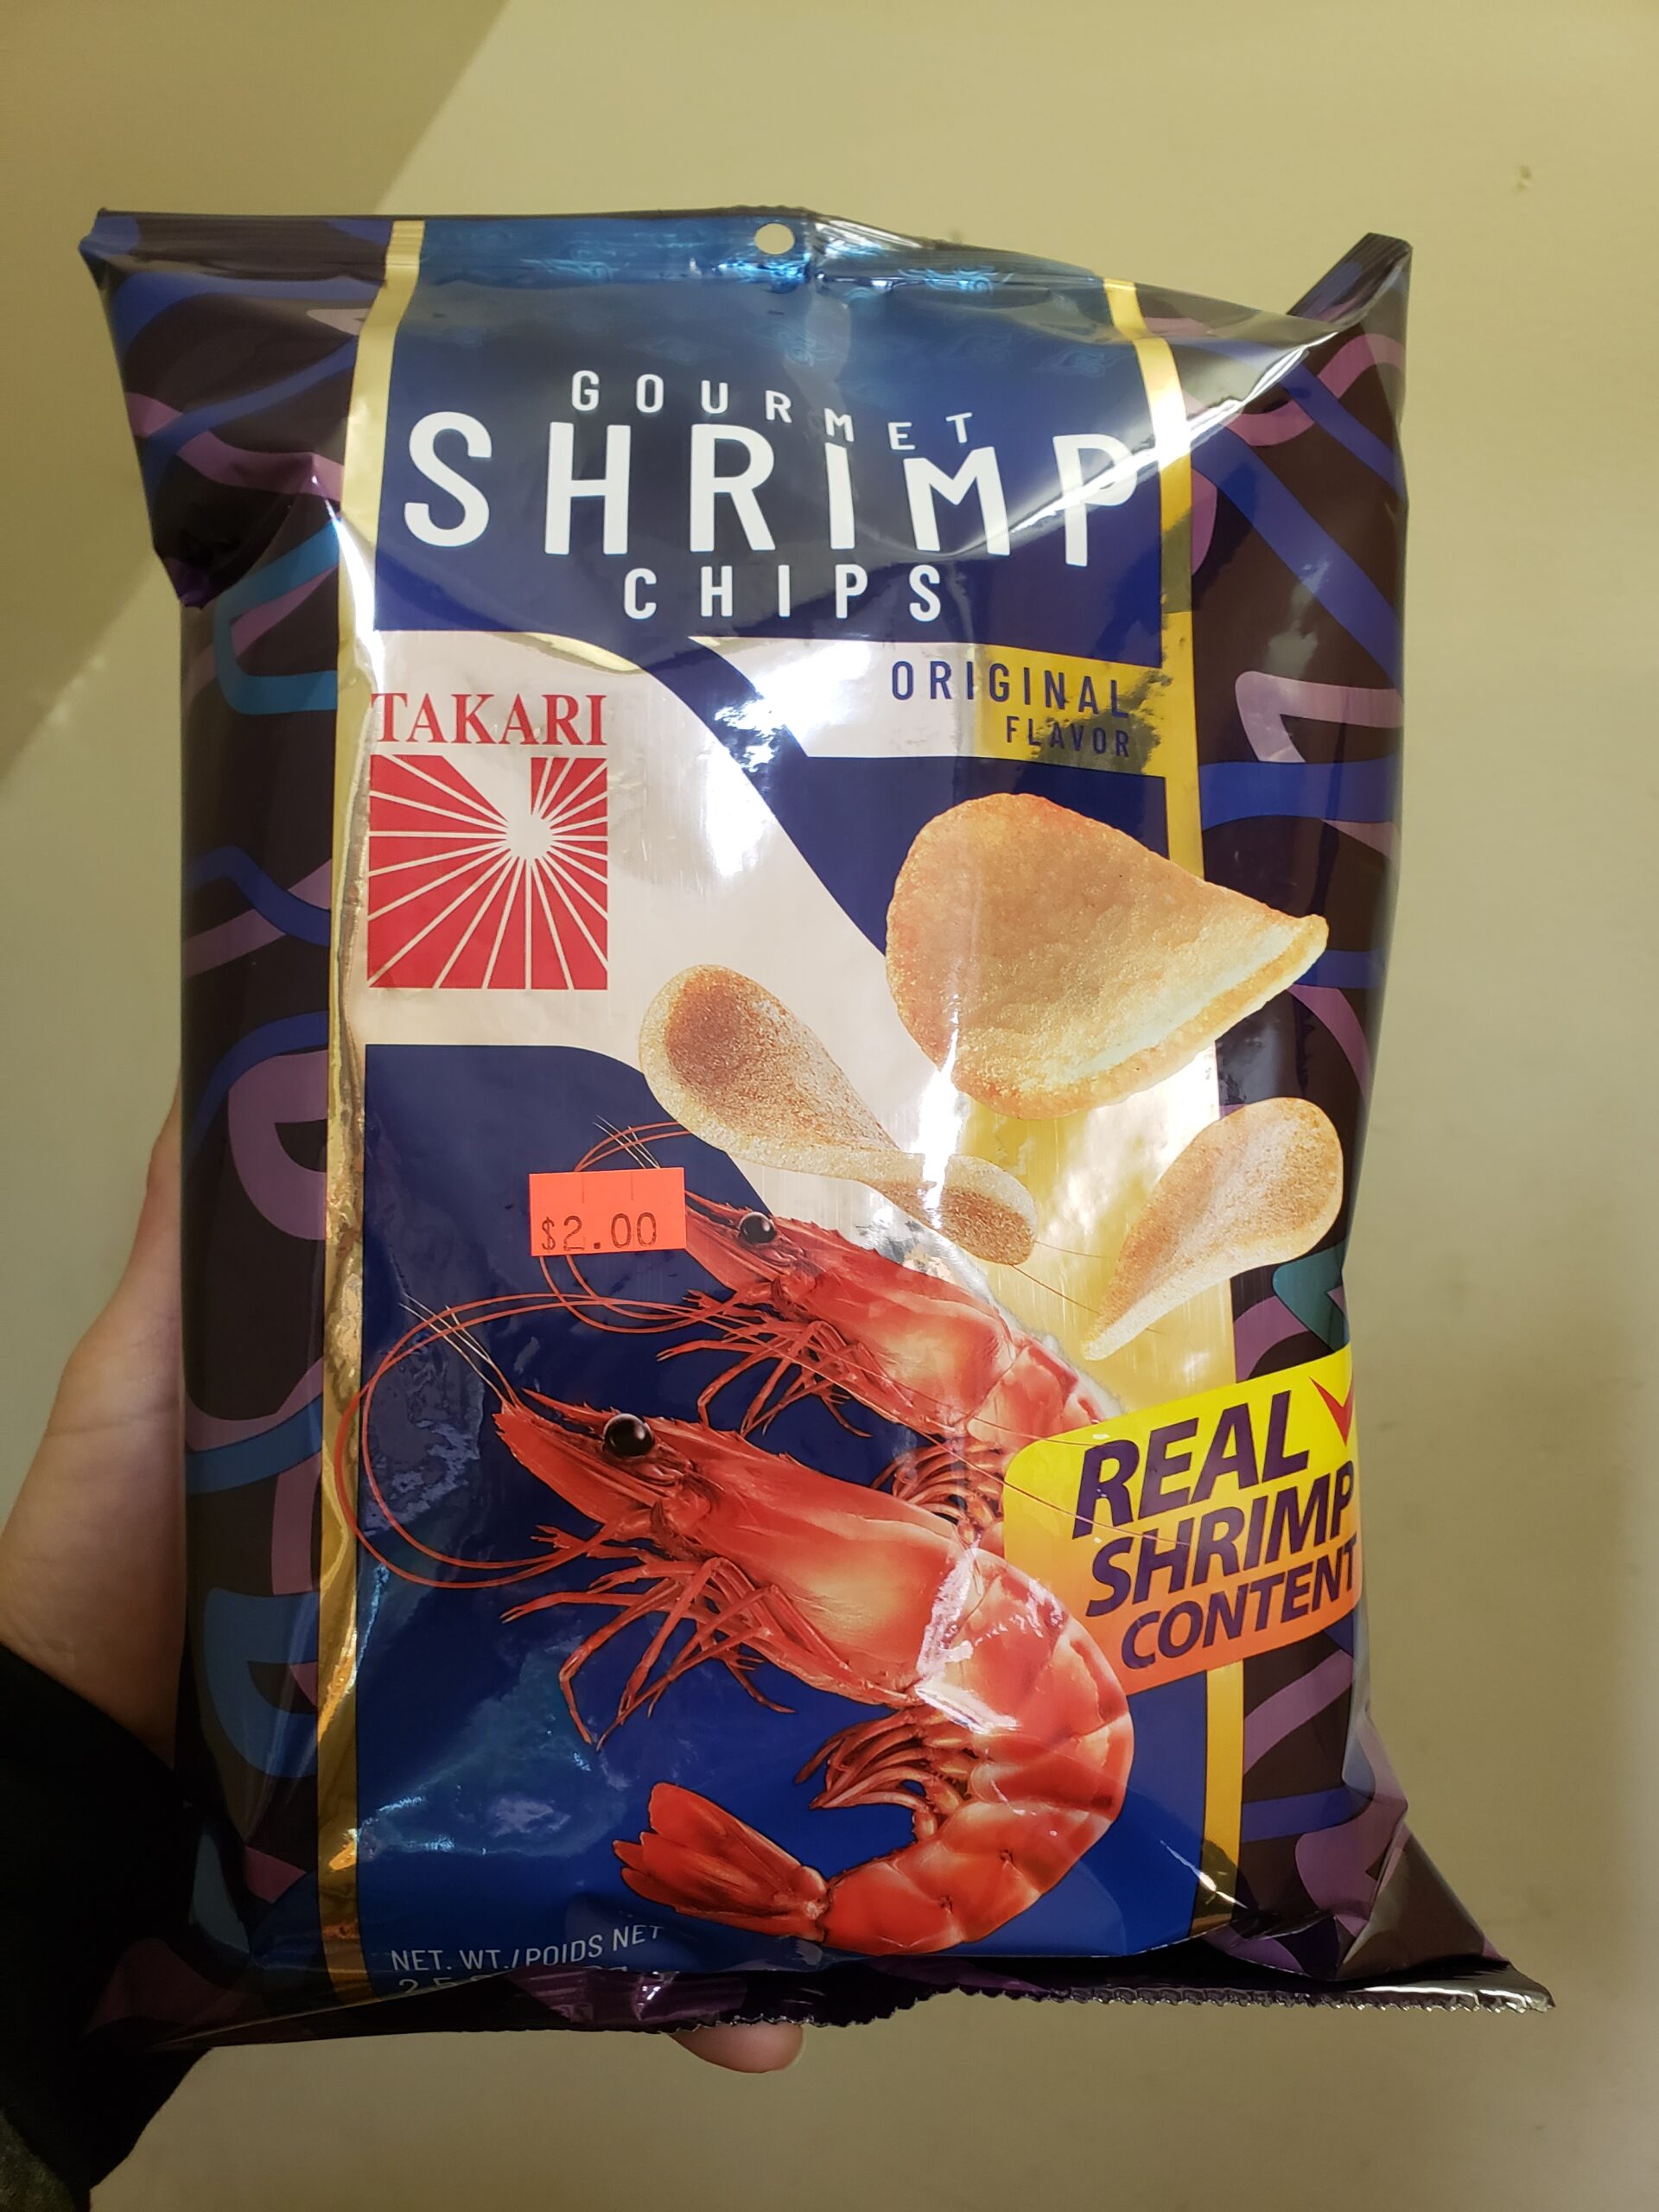 GOURMET
SHRIMP
CHIPS
ORIGINAL
FLAVOR
TAKARI
$2.00
REAL
SHRIMP
CONTENT
NET. WT./POIDS NET